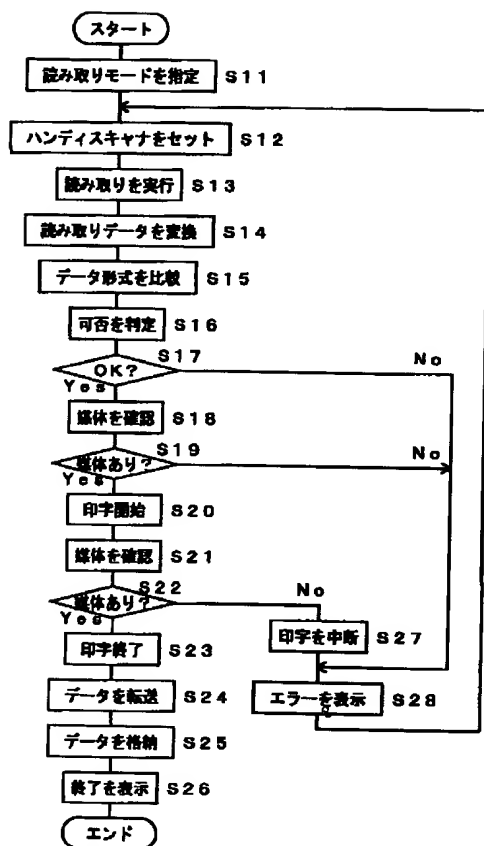 スタート
読み取りモードを指定 S11
ハンディスキャナをセット S12
読み取りを実行 S13
読み取りデータを変換 S14
データ形式を比較 S15
可否を判定 S16
S17
OK? No
Yes
媒体を確認 S18
S19
媒体あり? No
Yes
印字開始 S20
媒体を確認 S21
S22
媒体あり? No
Yes
印字を中断 S27
印字終了 S23
データを転送 S24
エラーを表示 S28
データを格納 S25
終了を表示 S26
エンド